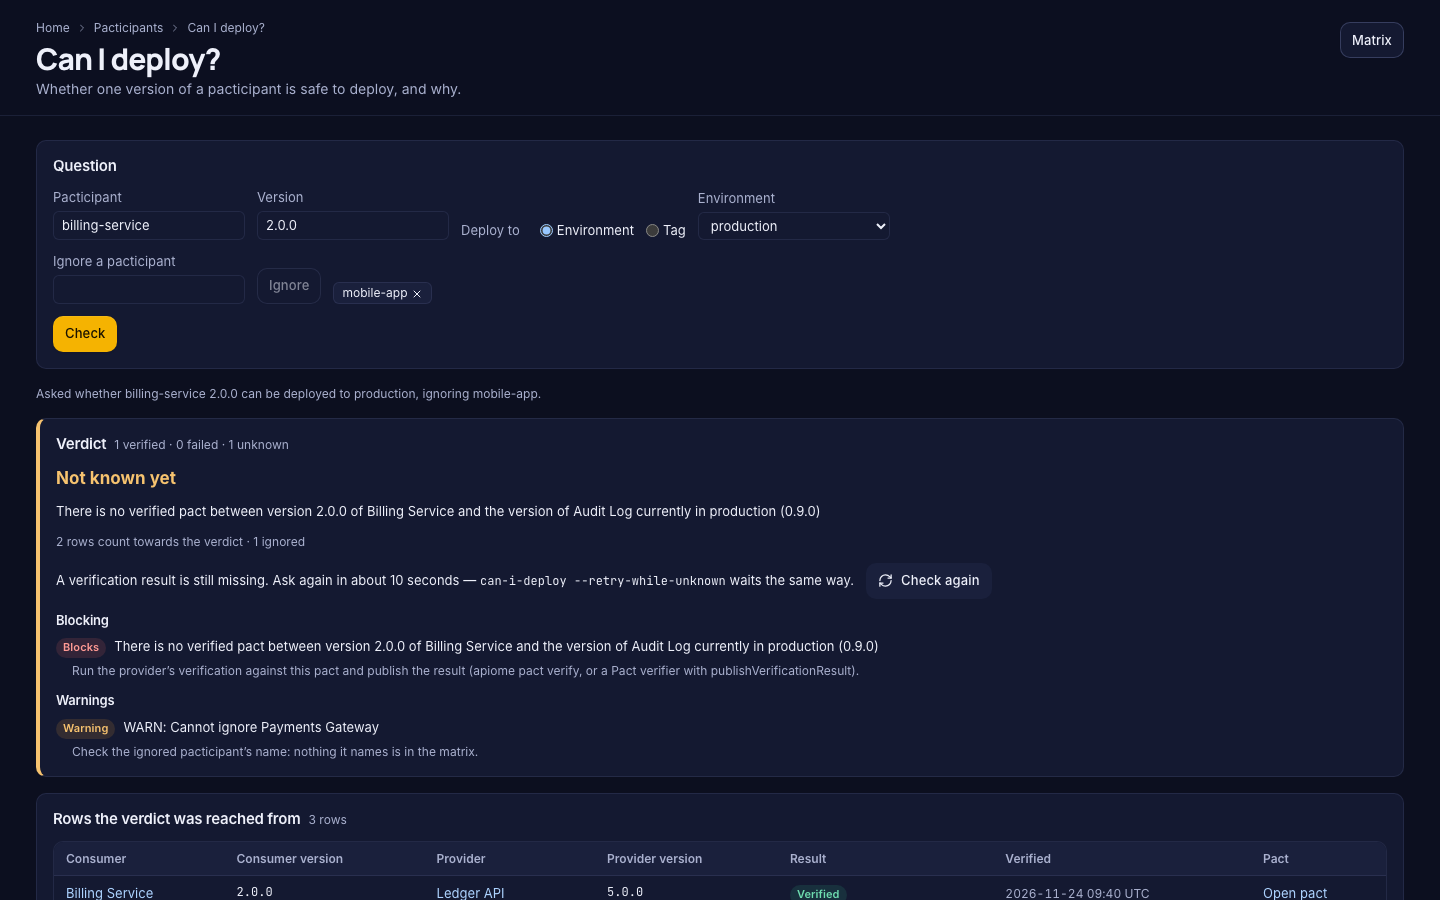 Home > Pacticipants > Can I deploy?
Can I deploy?
Whether one version of a pacticipant is safe to deploy, and why.
Matrix
Question
Pacticipant
Version
Environment
billing-service
2.0.0
Deploy to
Environment
Tag
production
Ignore a pacticipant
Ignore
mobile-app ×
Check
Asked whether billing-service 2.0.0 can be deployed to production, ignoring mobile-app.
Verdict 1 verified · 0 failed · 1 unknown
Not known yet
There is no verified pact between version 2.0.0 of Billing Service and the version of Audit Log currently in production (0.9.0)
2 rows count towards the verdict · 1 ignored
A verification result is still missing. Ask again in about 10 seconds — can-i-deploy --retry-while-unknown waits the same way. Check again
Blocking
Blocks There is no verified pact between version 2.0.0 of Billing Service and the version of Audit Log currently in production (0.9.0)
Run the provider’s verification against this pact and publish the result (apiome pact verify, or a Pact verifier with publishVerificationResult).
Warnings
Warning WARN: Cannot ignore Payments Gateway
Check the ignored pacticipant’s name: nothing it names is in the matrix.
Rows the verdict was reached from 3 rows
Consumer Consumer version Provider Provider version Result Verified Pact
Billing Service 2.0.0 Ledger API 5.0.0 Verified 2026-11-24 09:40 UTC Open pact